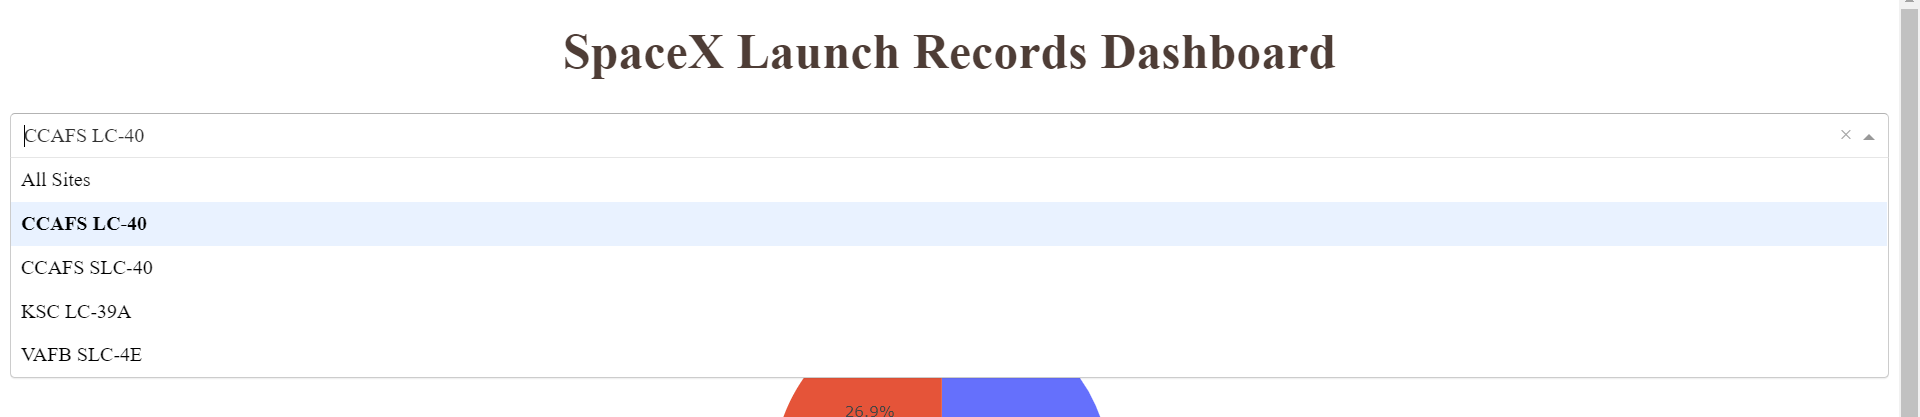 SpaceX Launch Records Dashboard
CCAFS LC-40
All Sites
CCAFS LC-40
CCAFS SLC-40
KSC LC-39A
VAFB SLC-4E
26.9%